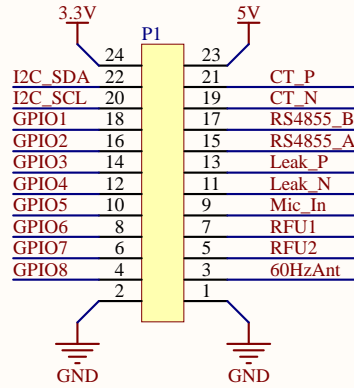 3.3V 5V
P1
24 23
I2C_SDA 22 21 CT_P
I2C_SCL 20 19 CT_N
GPIO1 18 17 RS4855_B
GPIO2 16 15 RS4855_A
GPIO3 14 13 Leak_P
GPIO4 12 11 Leak_N
GPIO5 10 9 Mic_In
GPIO6 8 7 RFU1
GPIO7 6 5 RFU2
GPIO8 4 3 60HzAnt
2 1
GND GND